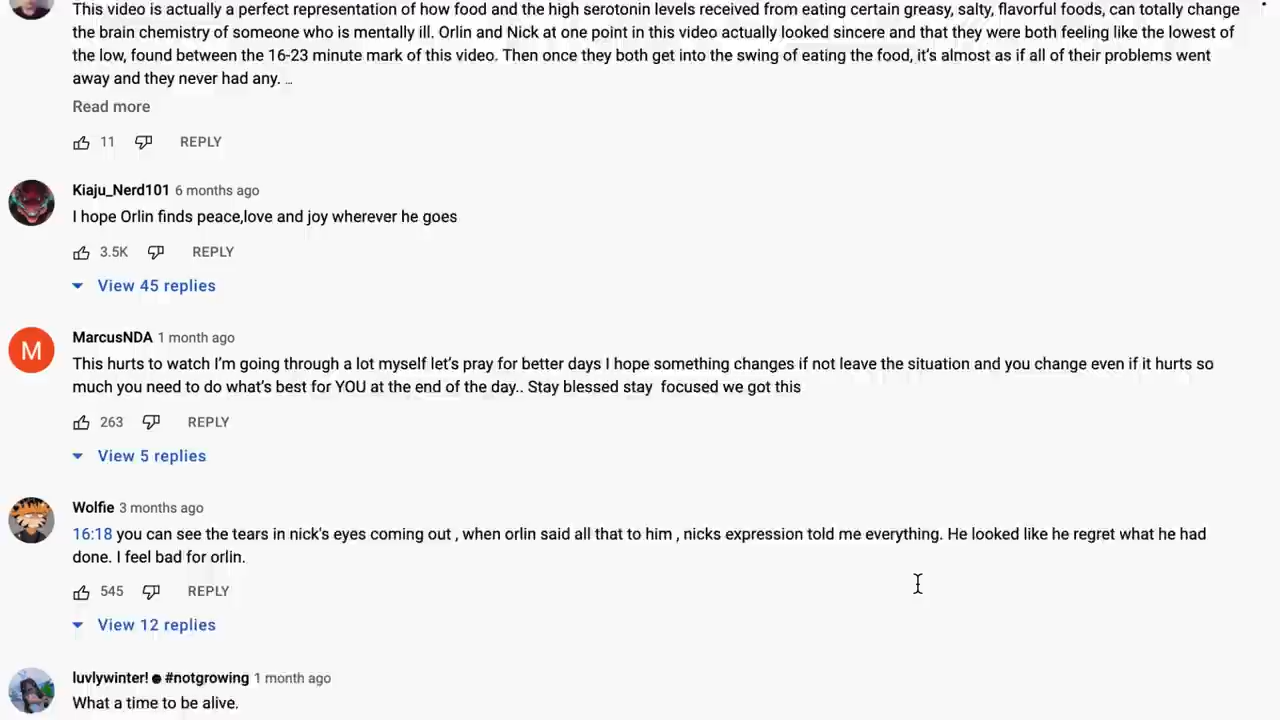 This video is actually a perfect representation of how food and the high serotonin levels received from eating certain greasy, salty, flavorful foods, can totally change
the brain chemistry of someone who is mentally ill. Orlin and Nick at one point in this video actually looked sincere and that they were both feeling like the lowest of
the low, found between the 16-23 minute mark of this video. Then once they both get into the swing of eating the food, it's almost as if all of their problems went
away and they never had any. ...
Read more
11 REPLY
Kiaju_Nerd101 6 months ago
I hope Orlin finds peace,love and joy wherever he goes
3.5K REPLY
View 45 replies
M
MarcusNDA 1 month ago
This hurts to watch I'm going through a lot myself let's pray for better days I hope something changes if not leave the situation and you change even if it hurts so
much you need to do what's best for YOU at the end of the day.. Stay blessed stay  focused we got this
263 REPLY
View 5 replies
Wolfie 3 months ago
16:18 you can see the tears in nick's eyes coming out , when orlin said all that to him , nicks expression told me everything. He looked like he regret what he had
done. I feel bad for orlin.
545 REPLY
View 12 replies
luvlywinter! ● #notgrowing 1 month ago
What a time to be alive.